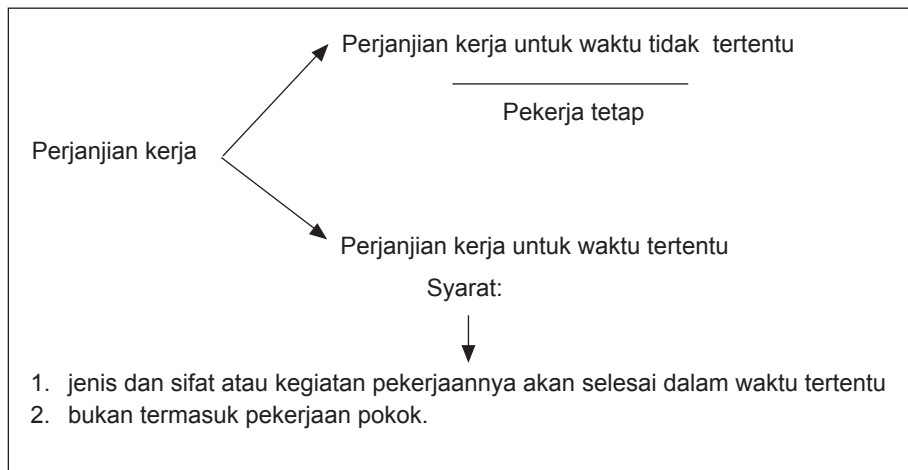 Perjanjian kerja untuk waktu tidak tertentu
Pekerja tetap
Perjanjian kerja
Perjanjian kerja untuk waktu tertentu
Syarat:
1. jenis dan sifat atau kegiatan pekerjaannya akan selesai dalam waktu tertentu
2. bukan termasuk pekerjaan pokok.